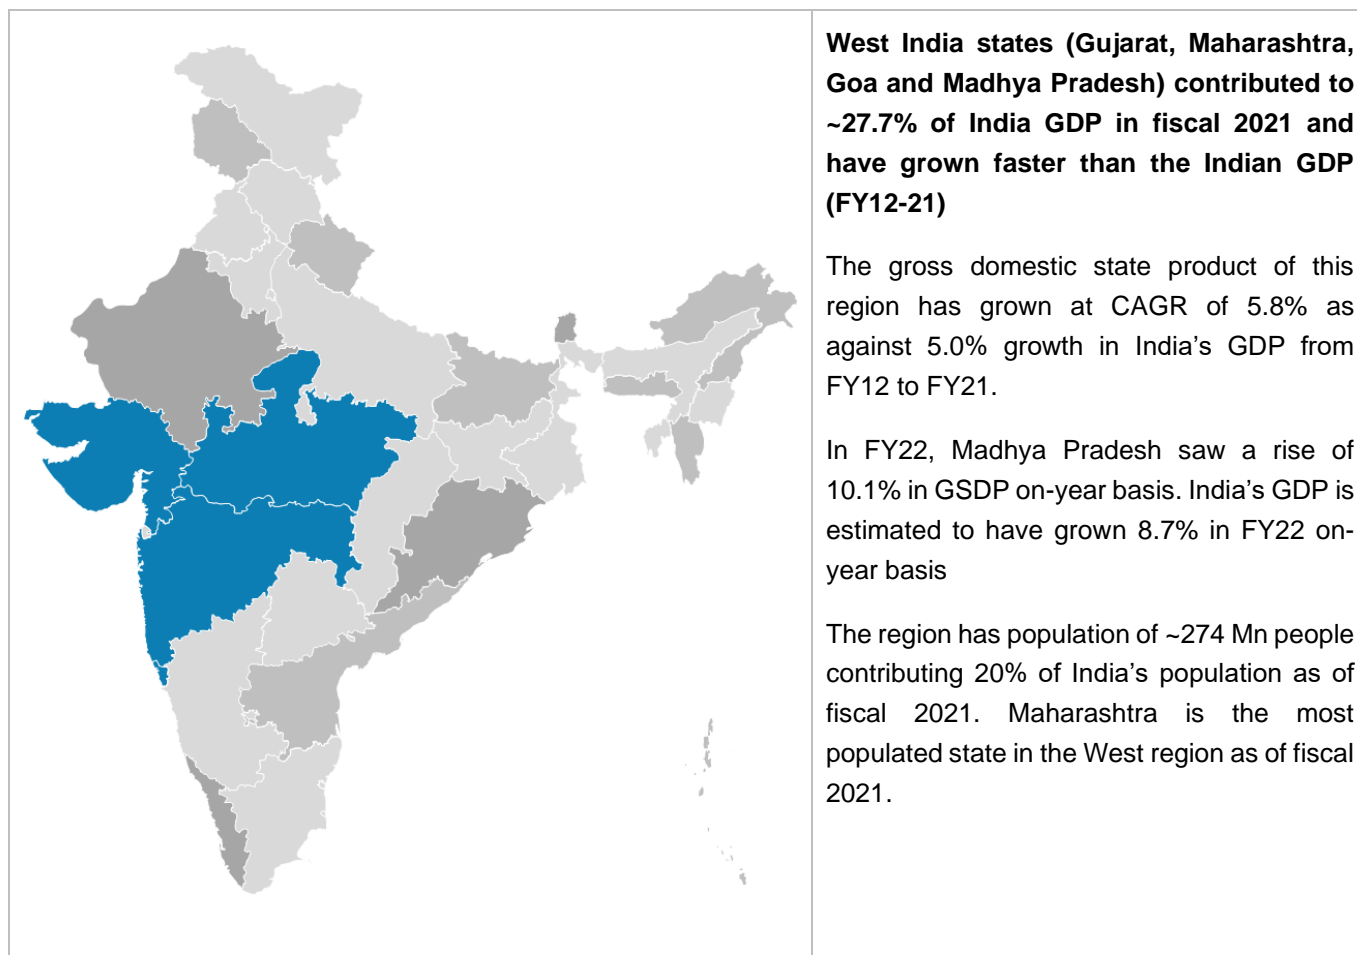 West India states (Gujarat, Maharashtra,
Goa and Madhya Pradesh) contributed to
~27.7% of India GDP in fiscal 2021 and
have grown faster than the Indian GDP
(FY12-21)
The gross domestic state product of this
region has grown at CAGR of 5.8% as
against 5.0% growth in India’s GDP from
FY12 to FY21.
In FY22, Madhya Pradesh saw a rise of
10.1% in GSDP on-year basis. India’s GDP is
estimated to have grown 8.7% in FY22 on-
year basis
The region has population of ~274 Mn people
contributing 20% of India’s population as of
fiscal 2021. Maharashtra is the most
populated state in the West region as of fiscal
2021.